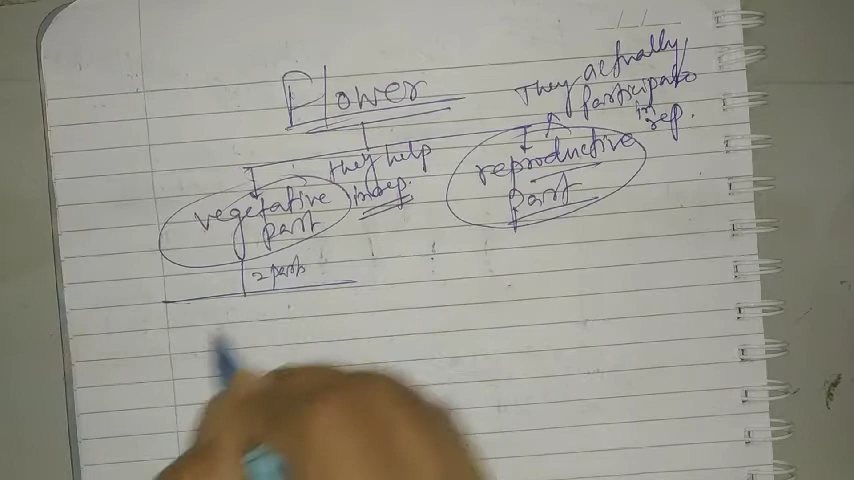 Flower
They actually
participate
in
rep.
They help
in rep.
vegetative
part
reproductive
part
2 parts